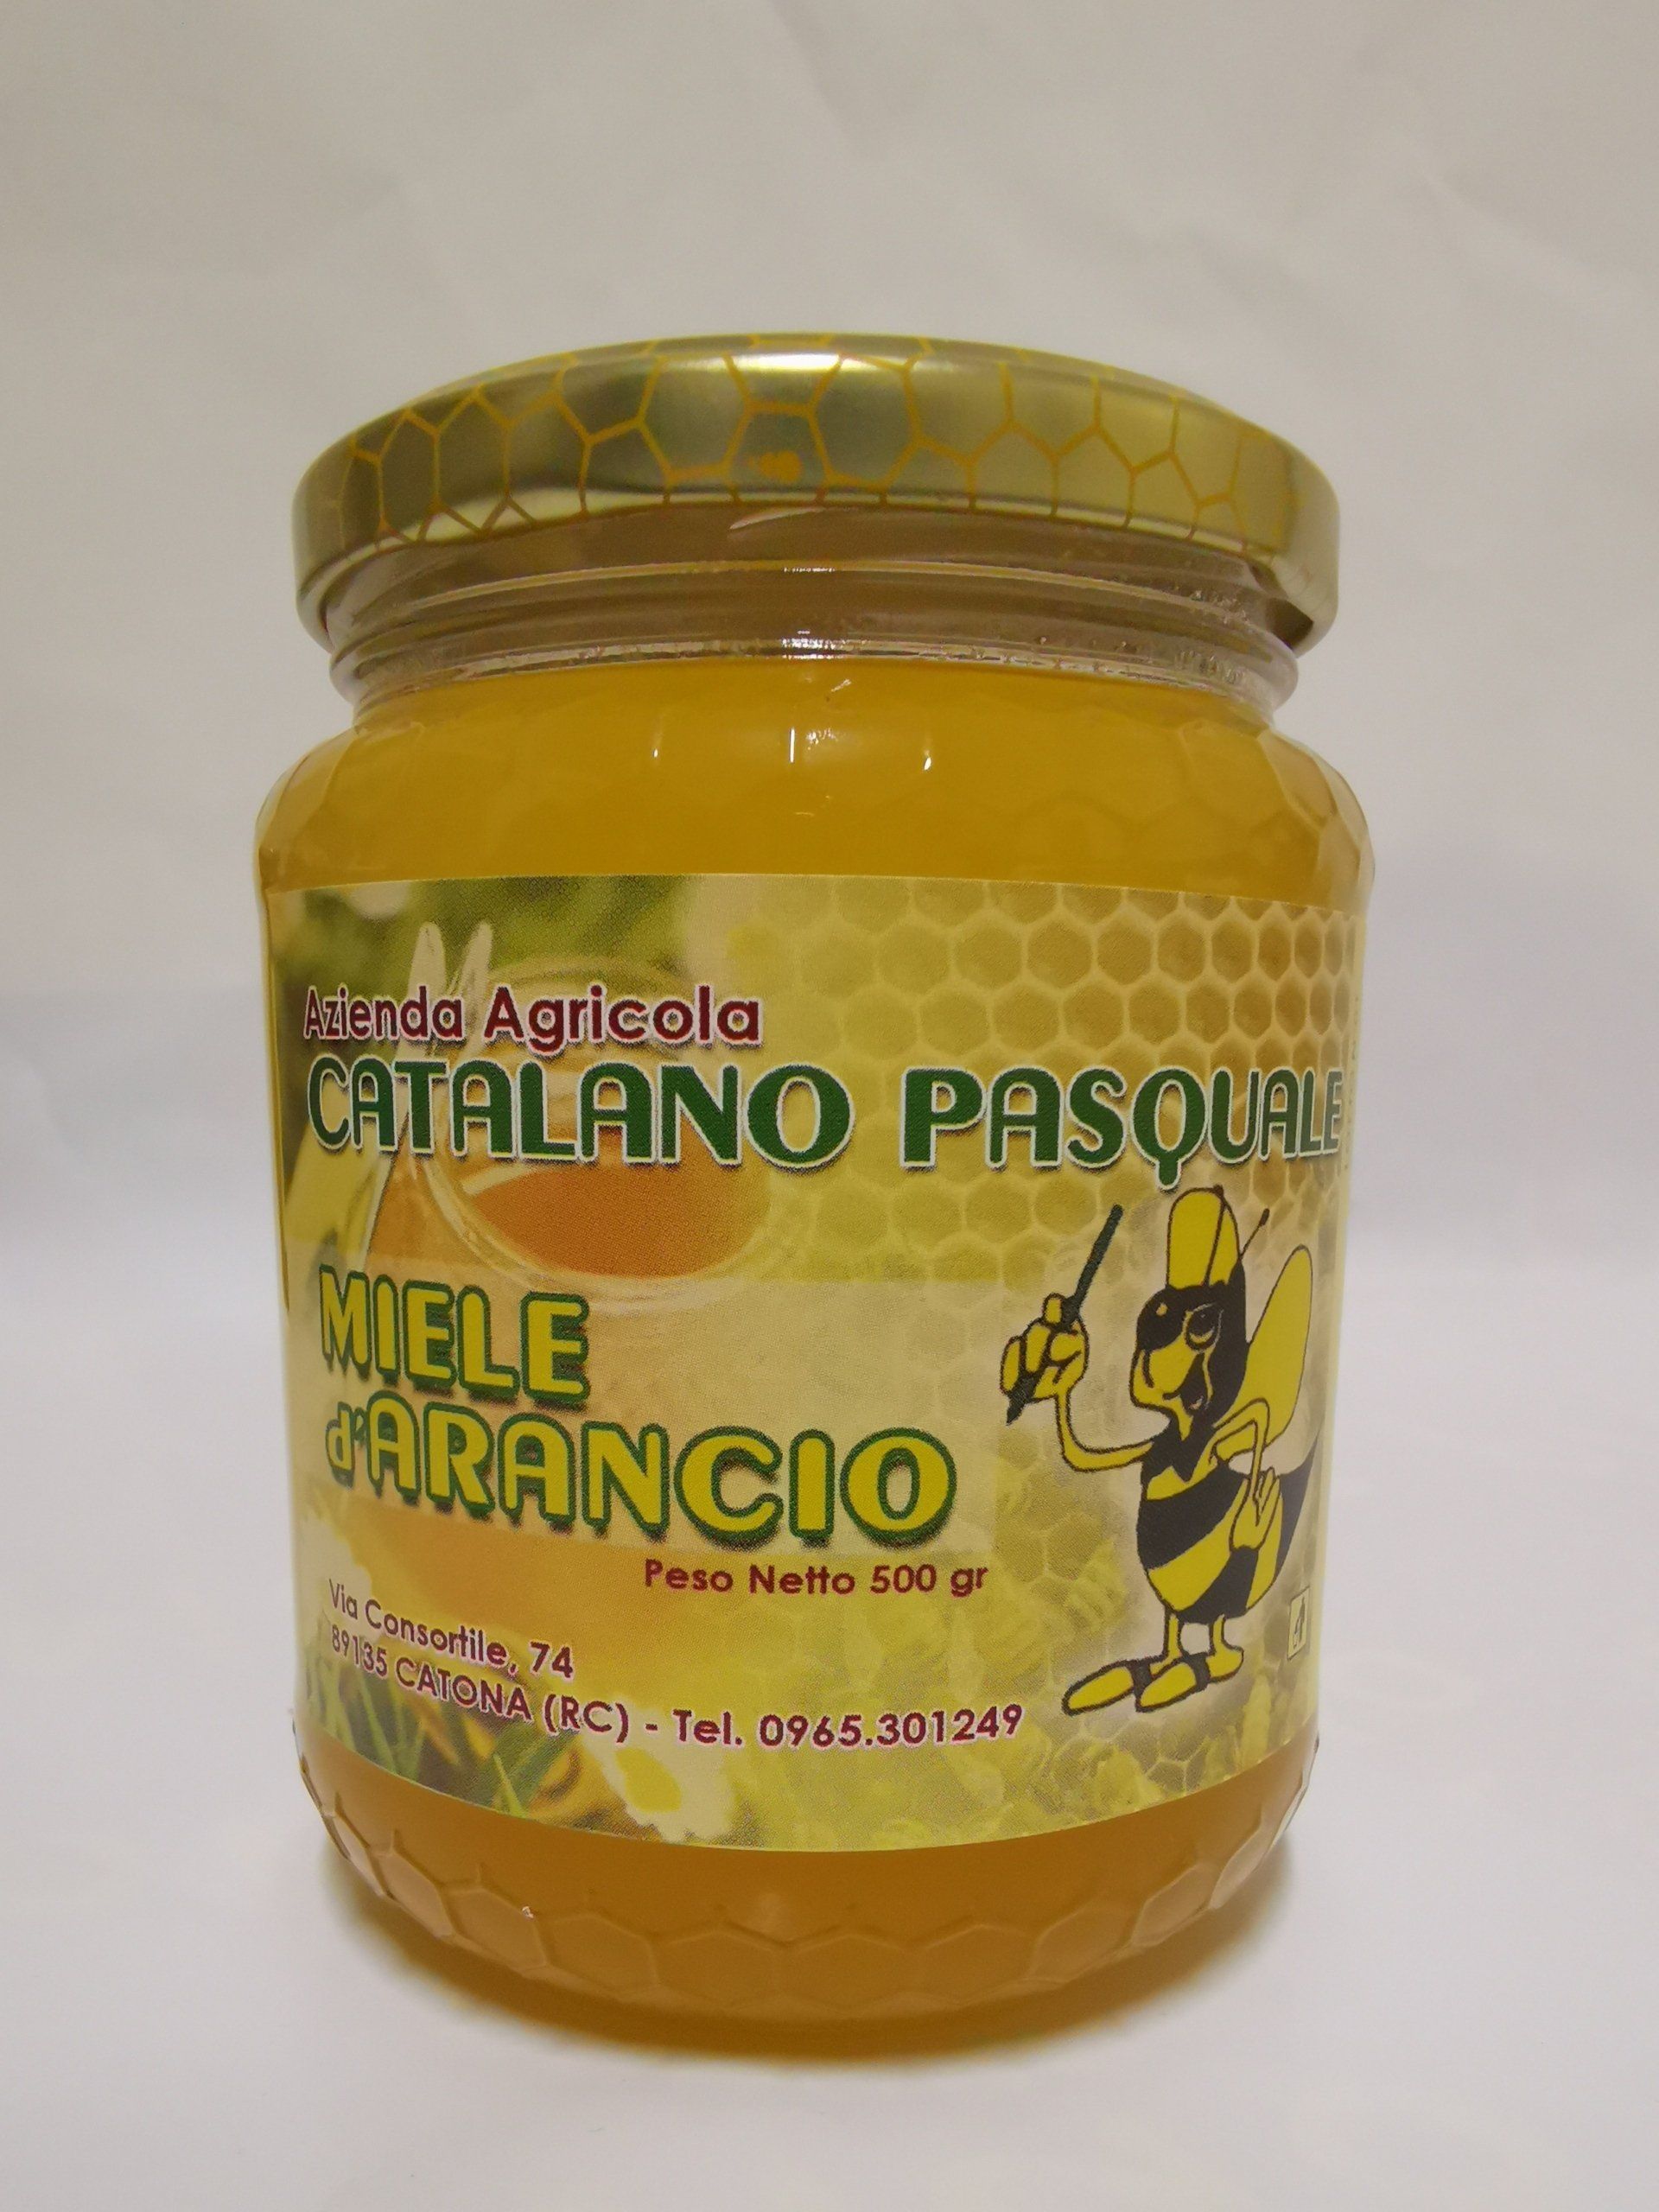 Azienda Agricola
CATALANO PASQUALE
MIELE
d'ARANCIO
Peso Netto 500 gr
Via Consortile, 74
89135 CATONA (RC) - Tel. 0965.301249